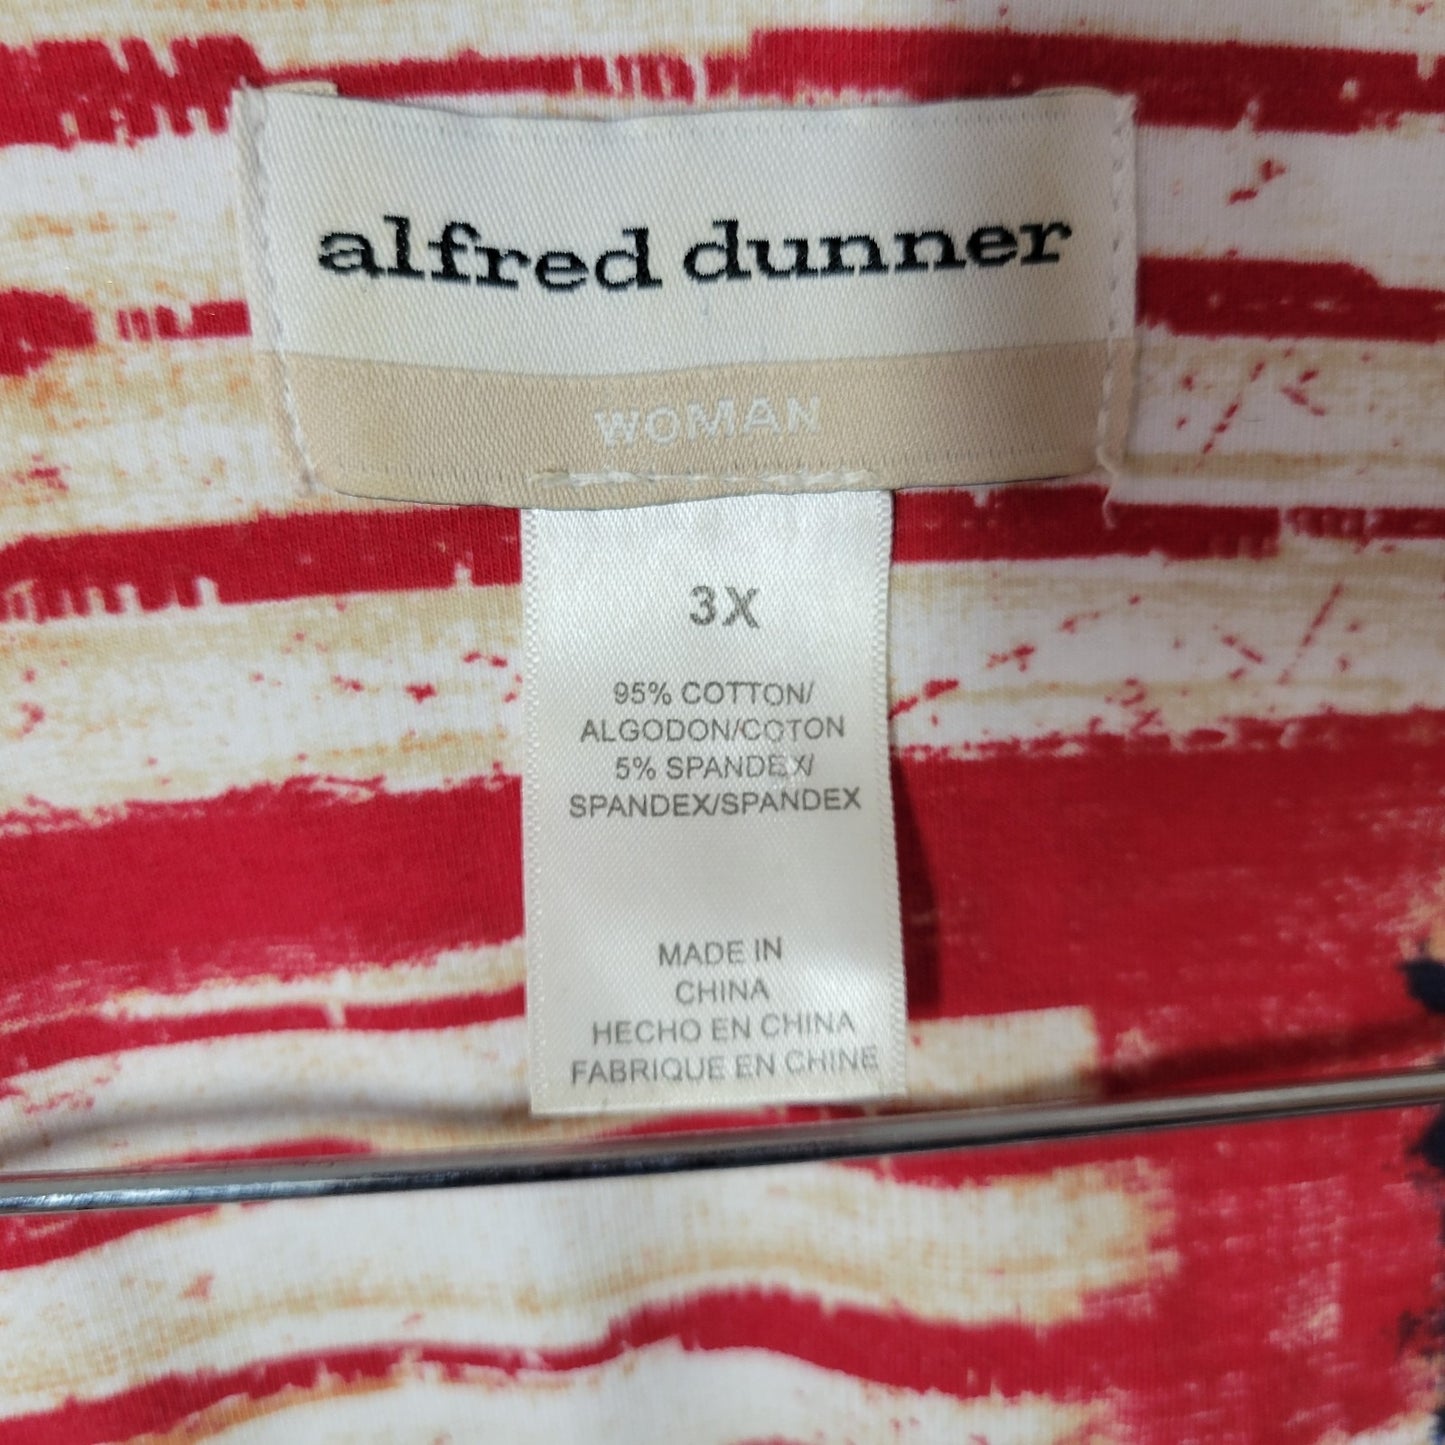 alfred dunner
WOMAN
3X
95% COTTON/
ALGODON/COTON
5% SPANDEX/
SPANDEX/SPANDEX
MADE IN
CHINA
HECHO EN CHINA
FABRIQUE EN CHINE